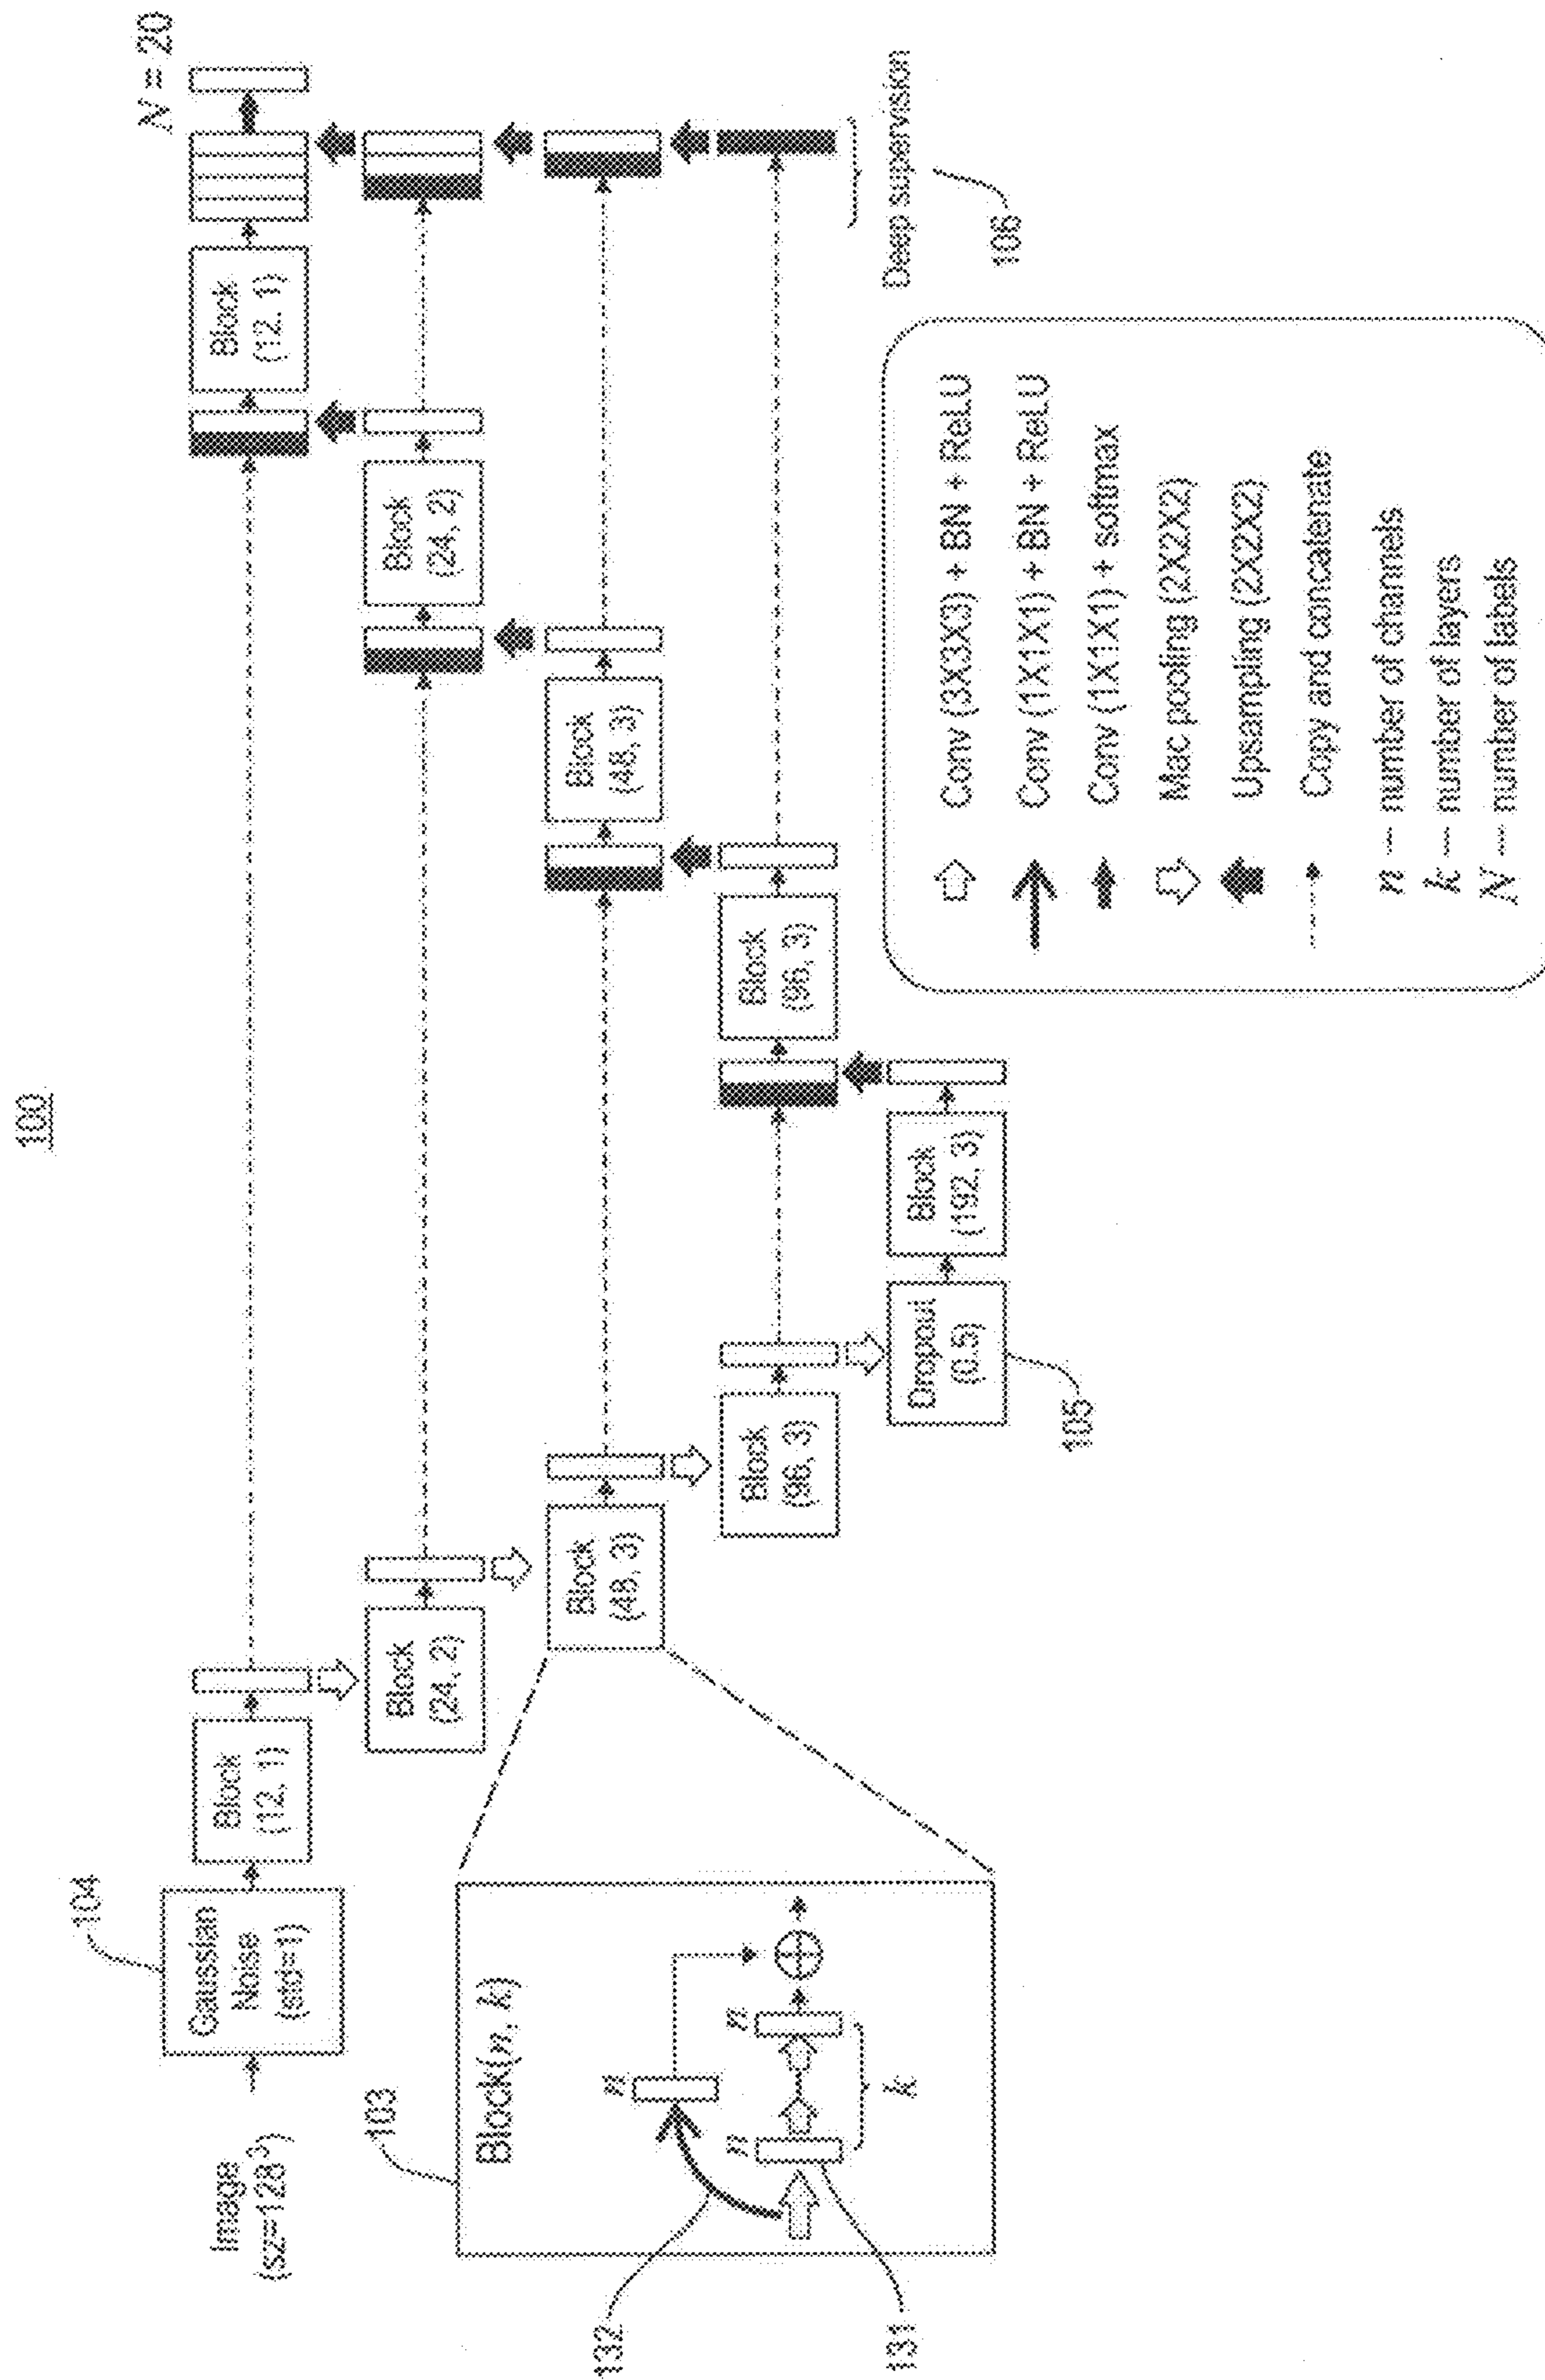 100
Image
(sz=128³)
104
Gaussian
Noise
(std=1)
Block
(12, 1)
Block
(12, 1)
N = 20
Block
(24, 2)
Block
(24, 2)
Block
(48, 3)
Block
(48, 3)
Block
(96, 3)
Block
(96, 3)
Dropout
(0.5)
105
Block
(192, 3)
Deep supervision
106
103
Block(n, k)
n
n
n
k
132
131
Conv (3X3X3) + BN + ReLU
Conv (1X1X1) + BN + ReLU
Conv (1X1X1) + softmax
Mac pooling (2X2X2)
Upsampling (2X2X2)
Copy and concatenate
n -- number of channels
k -- number of layers
N -- number of labels